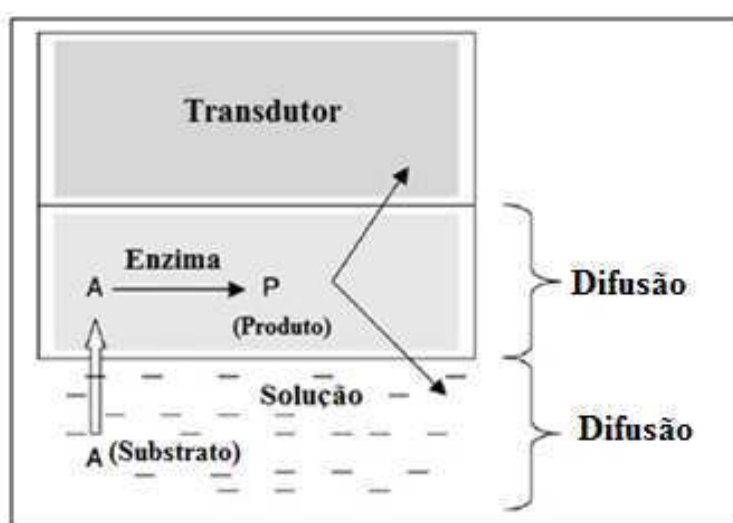 Transdutor
Enzima
A
P
(Produto)
Difusão
Solução
A (Substrato)
Difusão